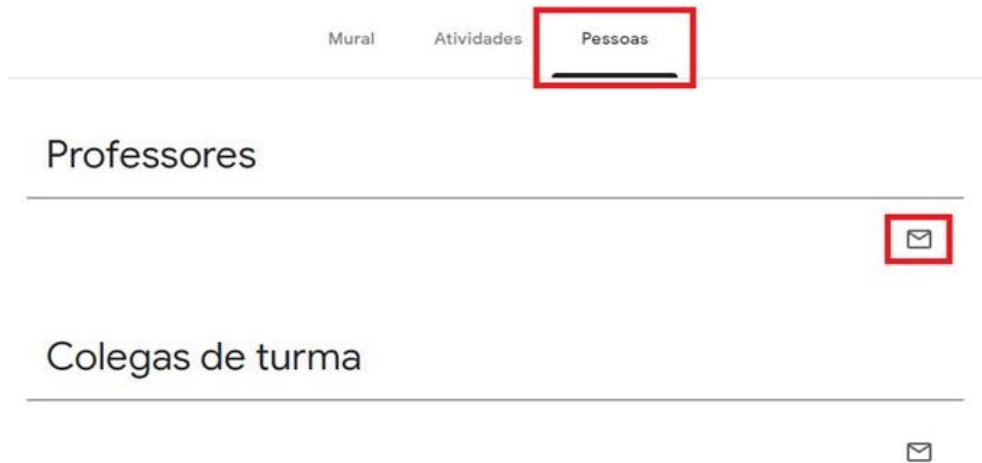 Mural Atividades Pessoas
Professores
Colegas de turma